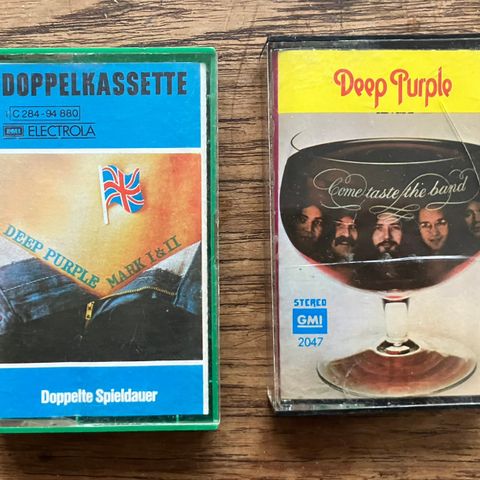 DOPPELKASSETTE
1C 284-94 880
EMI ELECTROLA
DEEP PURPLE
MARK I & II
Doppelte Spieldauer
Deep Purple
Come taste the band
STEREO
GMI
2047